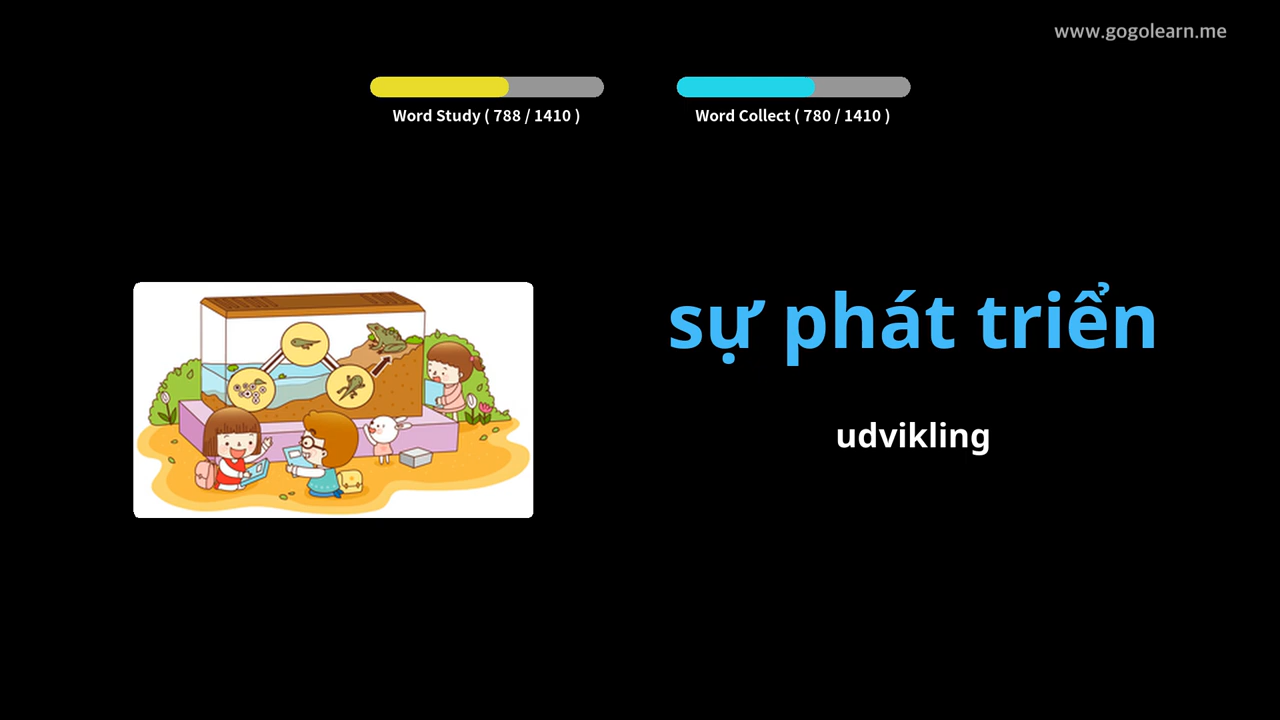 www.gogolearn.me
Word Study ( 788 / 1410 )
Word Collect ( 780 / 1410 )
sự phát triển
udvikling